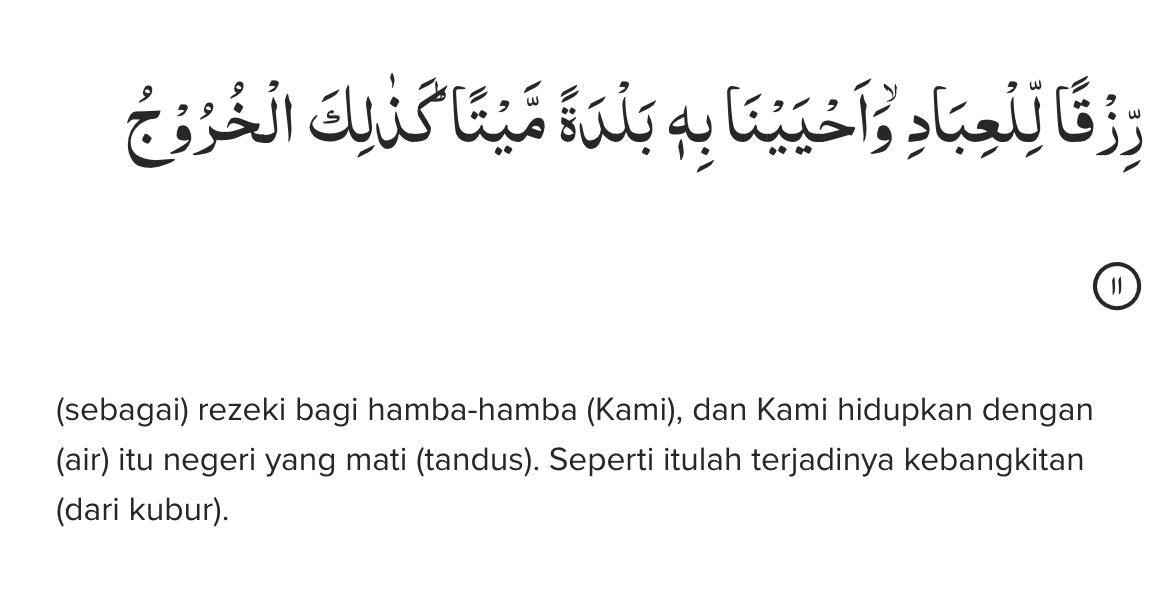 رِّزْقًا لِّلْعِبَادِۙ وَاَحْيَيْنَا بِهٖ بَلْدَةً مَّيْتًاۗ كَذٰلِكَ الْخُرُوْجُ
١١
(sebagai) rezeki bagi hamba-hamba (Kami), dan Kami hidupkan dengan
(air) itu negeri yang mati (tandus). Seperti itulah terjadinya kebangkitan
(dari kubur).